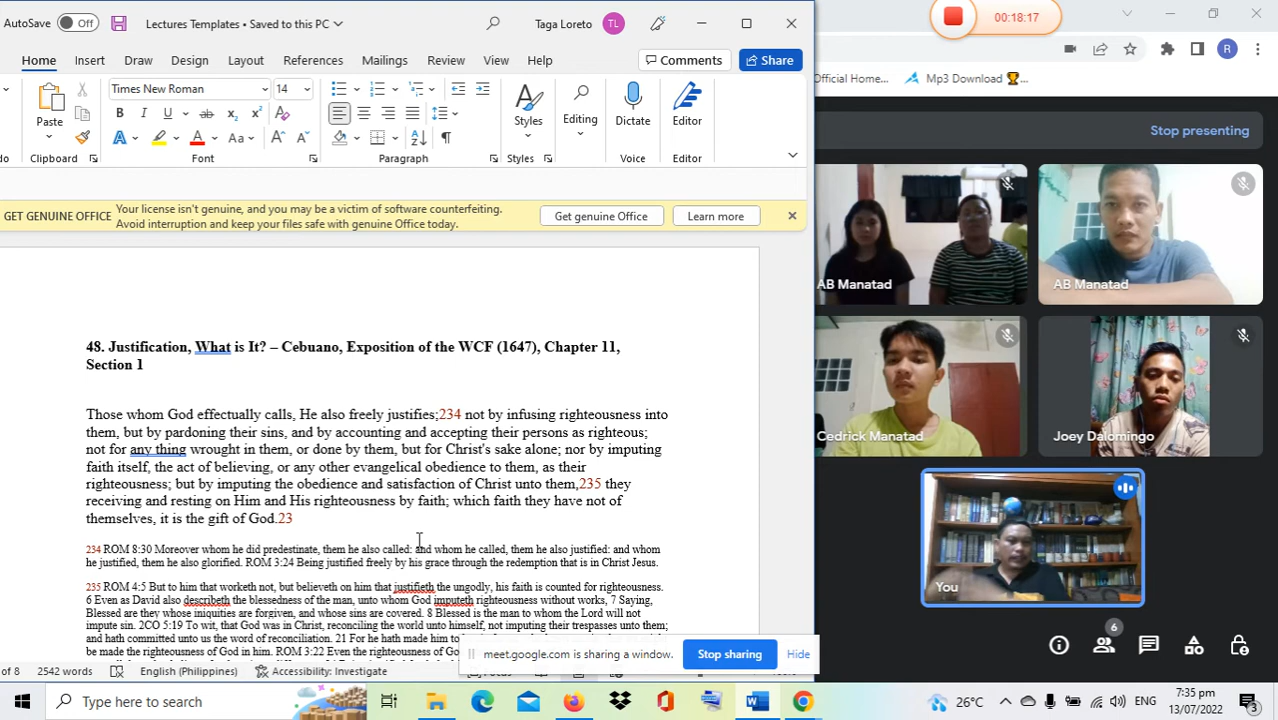 AutoSave Off Lectures Templates • Saved to this PC Taga Loreto TL
00:18:17
Home Insert Draw Design Layout References Mailings Review View Help Comments Share
R
Official Home... Mp3 Download
Times New Roman 14
Paste
B I U ab x₂ x² A
Styles Editing Dictate Editor
A A Aa A A
Clipboard Font Paragraph Styles Voice Editor
Stop presenting
GET GENUINE OFFICE Your license isn't genuine, and you may be a victim of software counterfeiting.
Avoid interruption and keep your files safe with genuine Office today.
Get genuine Office Learn more
AB Manatad AB Manatad
48. Justification, What is It? – Cebuano, Exposition of the WCF (1647), Chapter 11,
Section 1
Those whom God effectually calls, He also freely justifies;234 not by infusing righteousness into
them, but by pardoning their sins, and by accounting and accepting their persons as righteous;
not for any thing wrought in them, or done by them, but for Christ's sake alone; nor by imputing
faith itself, the act of believing, or any other evangelical obedience to them, as their
righteousness; but by imputing the obedience and satisfaction of Christ unto them,235 they
receiving and resting on Him and His righteousness by faith; which faith they have not of
themselves, it is the gift of God.23
234 ROM 8:30 Moreover whom he did predestinate, them he also called: and whom he called, them he also justified: and whom
he justified, them he also glorified. ROM 3:24 Being justified freely by his grace through the redemption that is in Christ Jesus.
235 ROM 4:5 But to him that worketh not, but believeth on him that justifieth the ungodly, his faith is counted for righteousness.
6 Even as David also describeth the blessedness of the man, unto whom God imputeth righteousness without works, 7 Saying,
Blessed are they whose iniquities are forgiven, and whose sins are covered. 8 Blessed is the man to whom the Lord will not
impute sin. 2CO 5:19 To wit, that God was in Christ, reconciling the world unto himself, not imputing their trespasses unto them;
and hath committed unto us the word of reconciliation. 21 For he hath made him to
be made the righteousness of God in him. ROM 3:22 Even the righteousness of Go
Cedrick Manatad Joey Dalomingo
You
6
meet.google.com is sharing a window. Stop sharing Hide
of 8 2542 words English (Philippines) Accessibility: Investigate Focus
Type here to search
26°C ENG 7:35 pm
13/07/2022
3